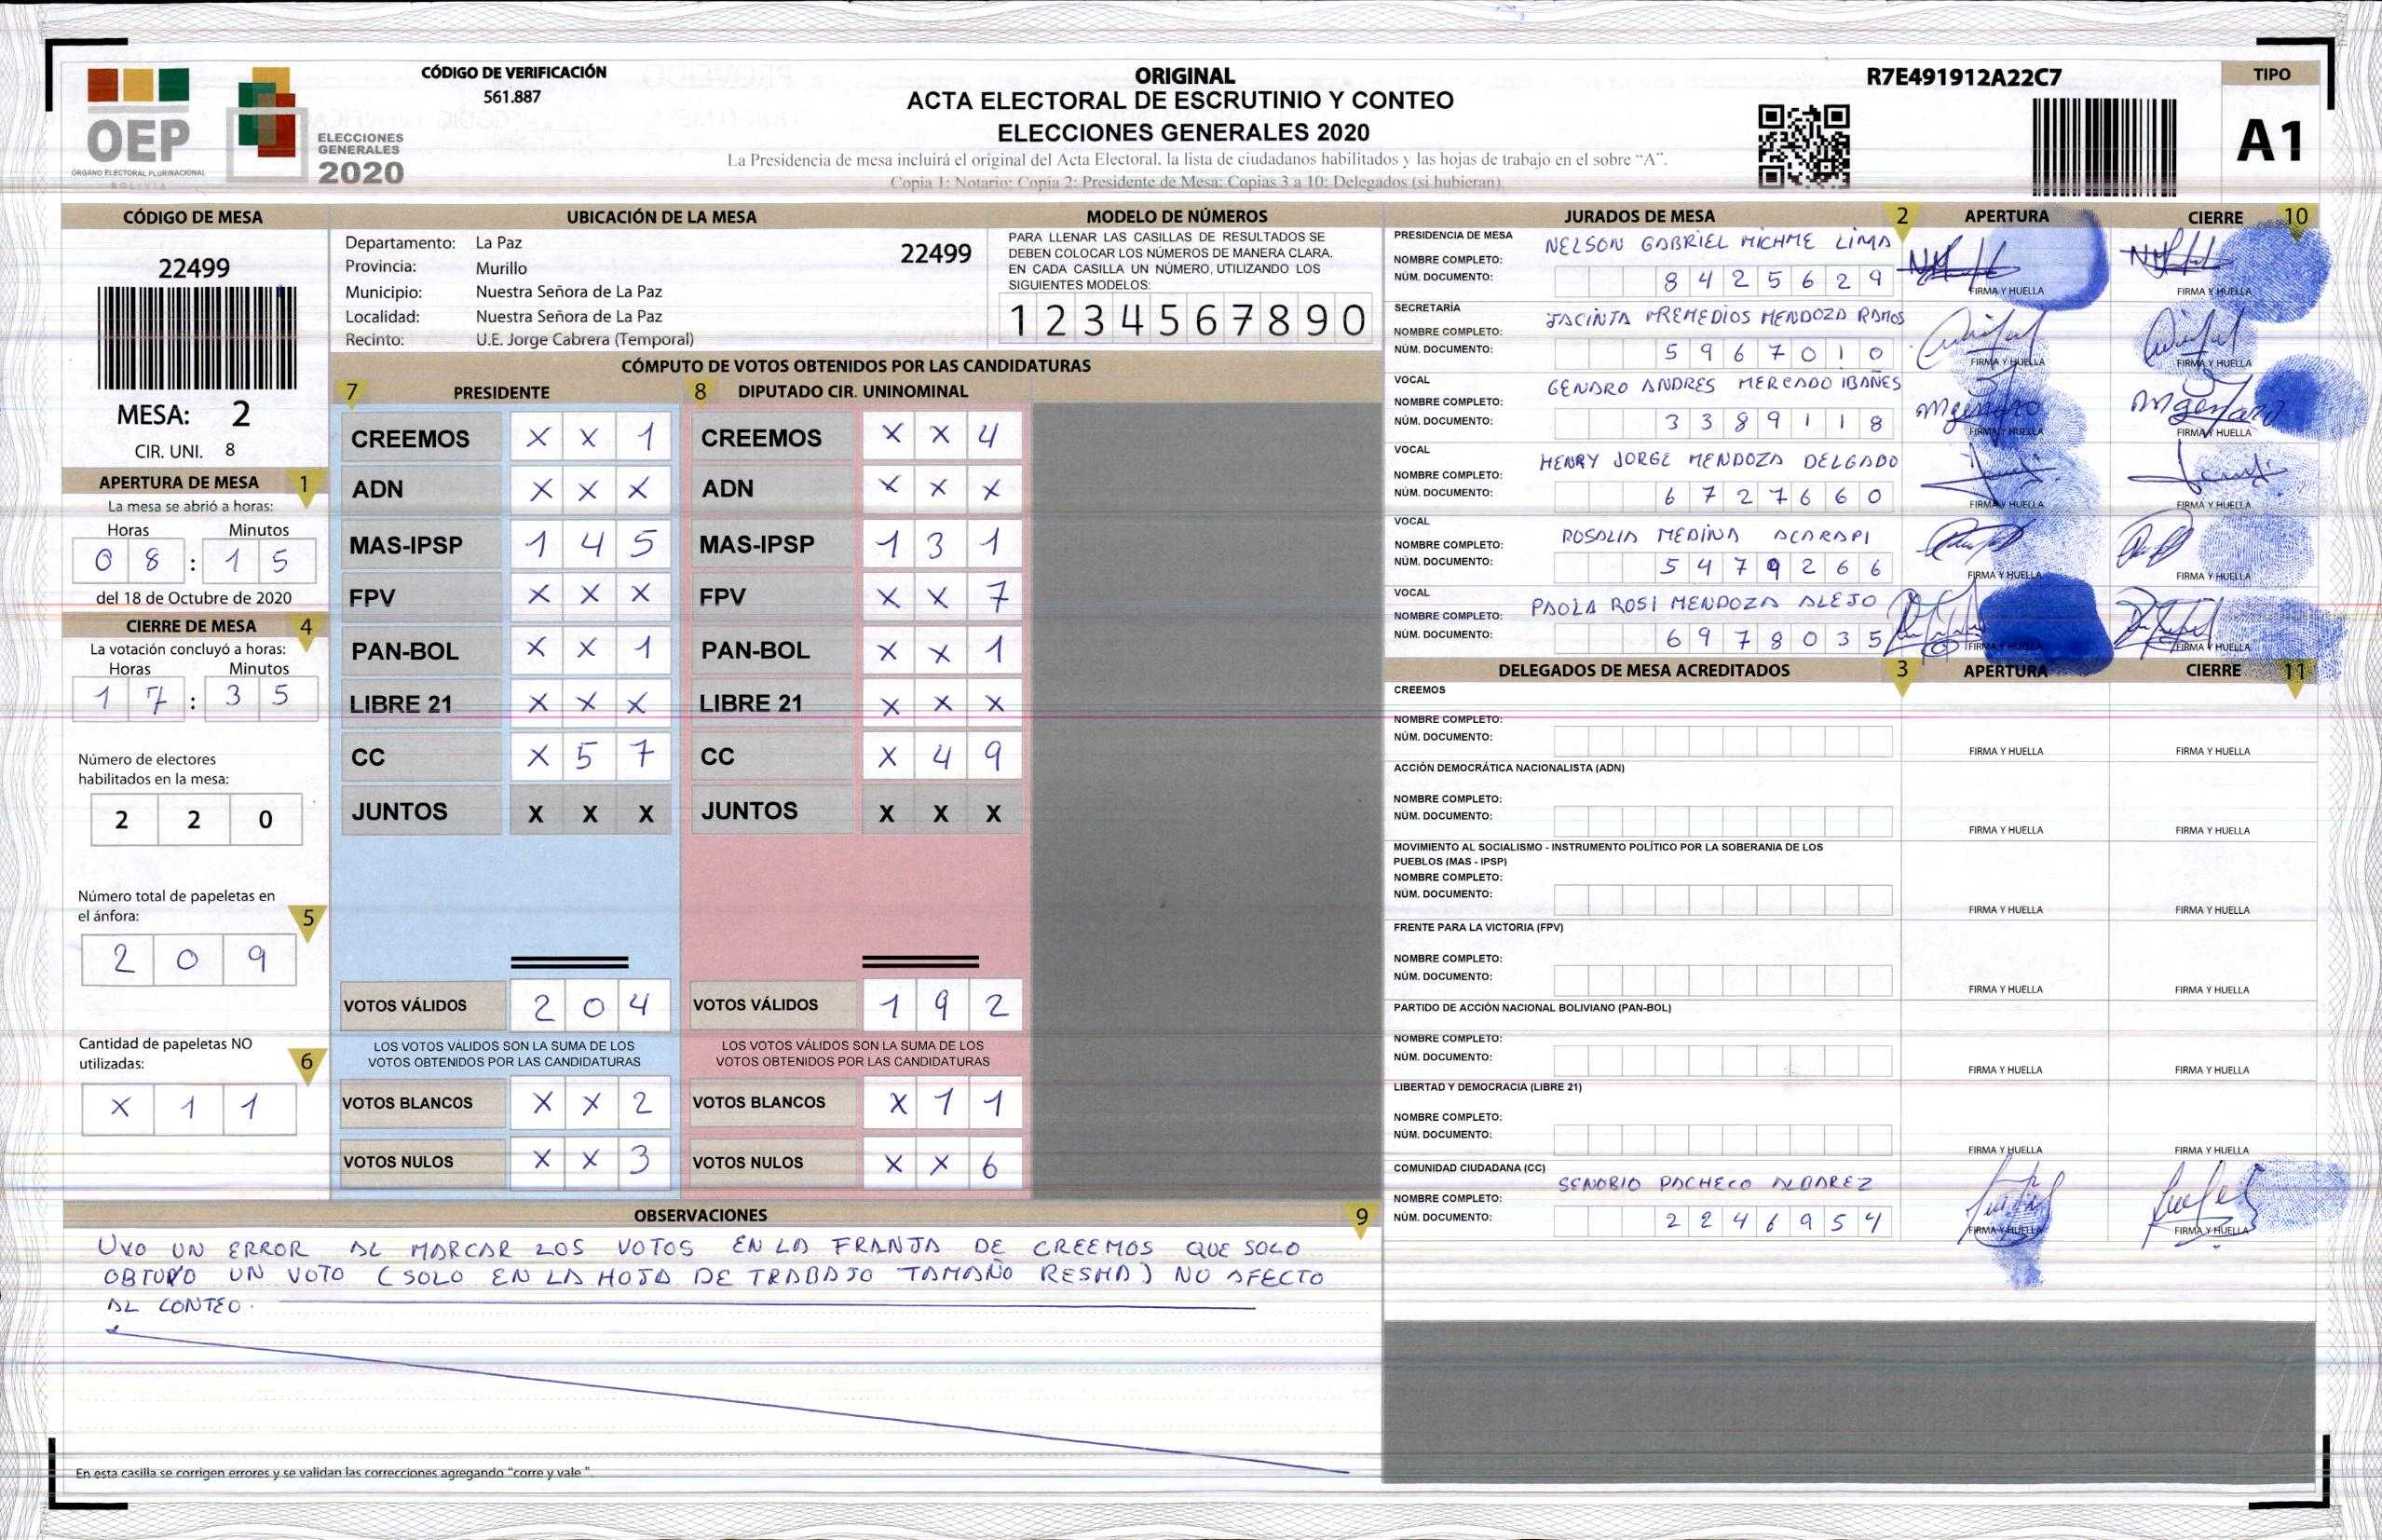 CÓDIGO DE VERIFICACIÓN
561.887
OEP
ÓRGANO ELECTORAL PLURINACIONAL
BOLIVIA
ELECCIONES
GENERALES
2020
ORIGINAL
ACTA ELECTORAL DE ESCRUTINIO Y CONTEO
ELECCIONES GENERALES 2020
La Presidencia de mesa incluirá el original del Acta Electoral, la lista de ciudadanos habilitados y las hojas de trabajo en el sobre “A”.
Copia 1: Notario; Copia 2: Presidente de Mesa; Copias 3 a 10: Delegados (si hubieran)
R7E491912A22C7
TIPO
A1
CÓDIGO DE MESA
22499
MESA: 2
CIR. UNI. 8
APERTURA DE MESA 1
La mesa se abrió a horas:
Horas Minutos
0 8 : 1 5
del 18 de Octubre de 2020
CIERRE DE MESA 4
La votación concluyó a horas:
Horas Minutos
1 7 : 3 5
Número de electores
habilitados en la mesa:
2 2 0
Número total de papeletas en
el ánfora: 5
2 0 9
Cantidad de papeletas NO
utilizadas: 6
X 1 1
UBICACIÓN DE LA MESA
Departamento: La Paz 22499
Provincia: Murillo
Municipio: Nuestra Señora de La Paz
Localidad: Nuestra Señora de La Paz
Recinto: U.E. Jorge Cabrera (Temporal)
MODELO DE NÚMEROS
PARA LLENAR LAS CASILLAS DE RESULTADOS SE
DEBEN COLOCAR LOS NÚMEROS DE MANERA CLARA.
EN CADA CASILLA UN NÚMERO, UTILIZANDO LOS
SIGUIENTES MODELOS:
1 2 3 4 5 6 7 8 9 0
CÓMPUTO DE VOTOS OBTENIDOS POR LAS CANDIDATURAS
7 PRESIDENTE 8 DIPUTADO CIR. UNINOMINAL
CREEMOS X X 1 CREEMOS X X 4
ADN X X X ADN X X X
MAS-IPSP 1 4 5 MAS-IPSP 1 3 1
FPV X X X FPV X X 7
PAN-BOL X X 1 PAN-BOL X X 1
LIBRE 21 X X X LIBRE 21 X X X
CC X 5 7 CC X 4 9
JUNTOS X X X JUNTOS X X X
VOTOS VÁLIDOS 2 0 4 VOTOS VÁLIDOS 1 9 2
LOS VOTOS VÁLIDOS SON LA SUMA DE LOS LOS VOTOS VÁLIDOS SON LA SUMA DE LOS
VOTOS OBTENIDOS POR LAS CANDIDATURAS VOTOS OBTENIDOS POR LAS CANDIDATURAS
VOTOS BLANCOS X X 2 VOTOS BLANCOS X 1 1
VOTOS NULOS X X 3 VOTOS NULOS X X 6
OBSERVACIONES 9
UVO UN ERROR AL MARCAR LOS VOTOS EN LA FRANJA DE CREEMOS QUE SOLO
OBTUVO UN VOTO (SOLO EN LA HOJA DE TRABAJO TAMAÑO RESMA) NO AFECTO
AL CONTEO.
En esta casilla se corrigen errores y se validan las correcciones agregando “corre y vale ”.
JURADOS DE MESA 2 APERTURA CIERRE 10
PRESIDENCIA DE MESA
NOMBRE COMPLETO: NELSON GABRIEL MICHME LIMA
NÚM. DOCUMENTO: 8 4 2 5 6 2 9
FIRMA Y HUELLA FIRMA Y HUELLA
SECRETARÍA
NOMBRE COMPLETO: JACINTA PREMEDIOS MENDOZA RAMOS
NÚM. DOCUMENTO: 5 9 6 7 0 1 0
FIRMA Y HUELLA FIRMA Y HUELLA
VOCAL
NOMBRE COMPLETO: GENARO ANDRES MERCADO IBAÑES
NÚM. DOCUMENTO: 3 3 8 9 1 1 8
FIRMA Y HUELLA FIRMA Y HUELLA
VOCAL
NOMBRE COMPLETO: HENRY JORGE MENDOZA DELGADO
NÚM. DOCUMENTO: 6 7 2 7 6 6 0
FIRMA Y HUELLA FIRMA Y HUELLA
VOCAL
NOMBRE COMPLETO: ROSALIA MEDINA ACARAPI
NÚM. DOCUMENTO: 5 4 7 9 2 6 6
FIRMA Y HUELLA FIRMA Y HUELLA
VOCAL
NOMBRE COMPLETO: PAOLA ROSI MENDOZA ALEJO
NÚM. DOCUMENTO: 6 9 7 8 0 3 5
FIRMA Y HUELLA FIRMA Y HUELLA
DELEGADOS DE MESA ACREDITADOS 3 APERTURA CIERRE 11
CREEMOS
NOMBRE COMPLETO:
NÚM. DOCUMENTO:
FIRMA Y HUELLA FIRMA Y HUELLA
ACCIÓN DEMOCRÁTICA NACIONALISTA (ADN)
NOMBRE COMPLETO:
NÚM. DOCUMENTO:
FIRMA Y HUELLA FIRMA Y HUELLA
MOVIMIENTO AL SOCIALISMO - INSTRUMENTO POLÍTICO POR LA SOBERANIA DE LOS
PUEBLOS (MAS - IPSP)
NOMBRE COMPLETO:
NÚM. DOCUMENTO:
FIRMA Y HUELLA FIRMA Y HUELLA
FRENTE PARA LA VICTORIA (FPV)
NOMBRE COMPLETO:
NÚM. DOCUMENTO:
FIRMA Y HUELLA FIRMA Y HUELLA
PARTIDO DE ACCIÓN NACIONAL BOLIVIANO (PAN-BOL)
NOMBRE COMPLETO:
NÚM. DOCUMENTO:
FIRMA Y HUELLA FIRMA Y HUELLA
LIBERTAD Y DEMOCRACIA (LIBRE 21)
NOMBRE COMPLETO:
NÚM. DOCUMENTO:
FIRMA Y HUELLA FIRMA Y HUELLA
COMUNIDAD CIUDADANA (CC)
NOMBRE COMPLETO: SENOBIO PACHECO ALBAREZ
NÚM. DOCUMENTO: 2 2 4 6 9 5 4
FIRMA Y HUELLA FIRMA Y HUELLA